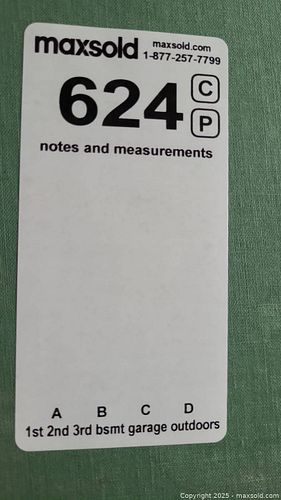 maxsold maxsold.com
1-877-257-7799
624 C
P
notes and measurements
A B C D
1st 2nd 3rd bsmt garage outdoors
Copyright © 2025 - maxsold.com